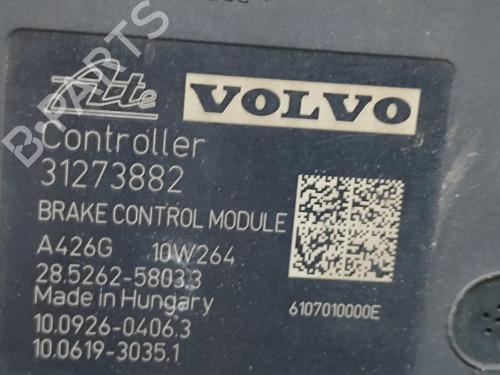 Ate VOLVO
Controller
31273882
BRAKE CONTROL MODULE
A426G 10W264
28.5262-5803.3
Made in Hungary
6107010000E
10.0926-0406.3
10.0619-3035.1
B-PARTS